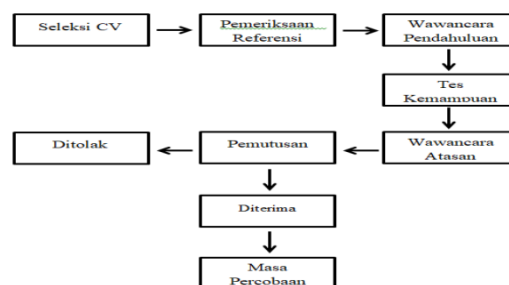 Seleksi CV
Pemeriksaan
Referensi
Wawancara
Pendahuluan
Tes
Kemampuan
Wawancara
Atasan
Pemutusan
Ditolak
Diterima
Masa
Percobaan